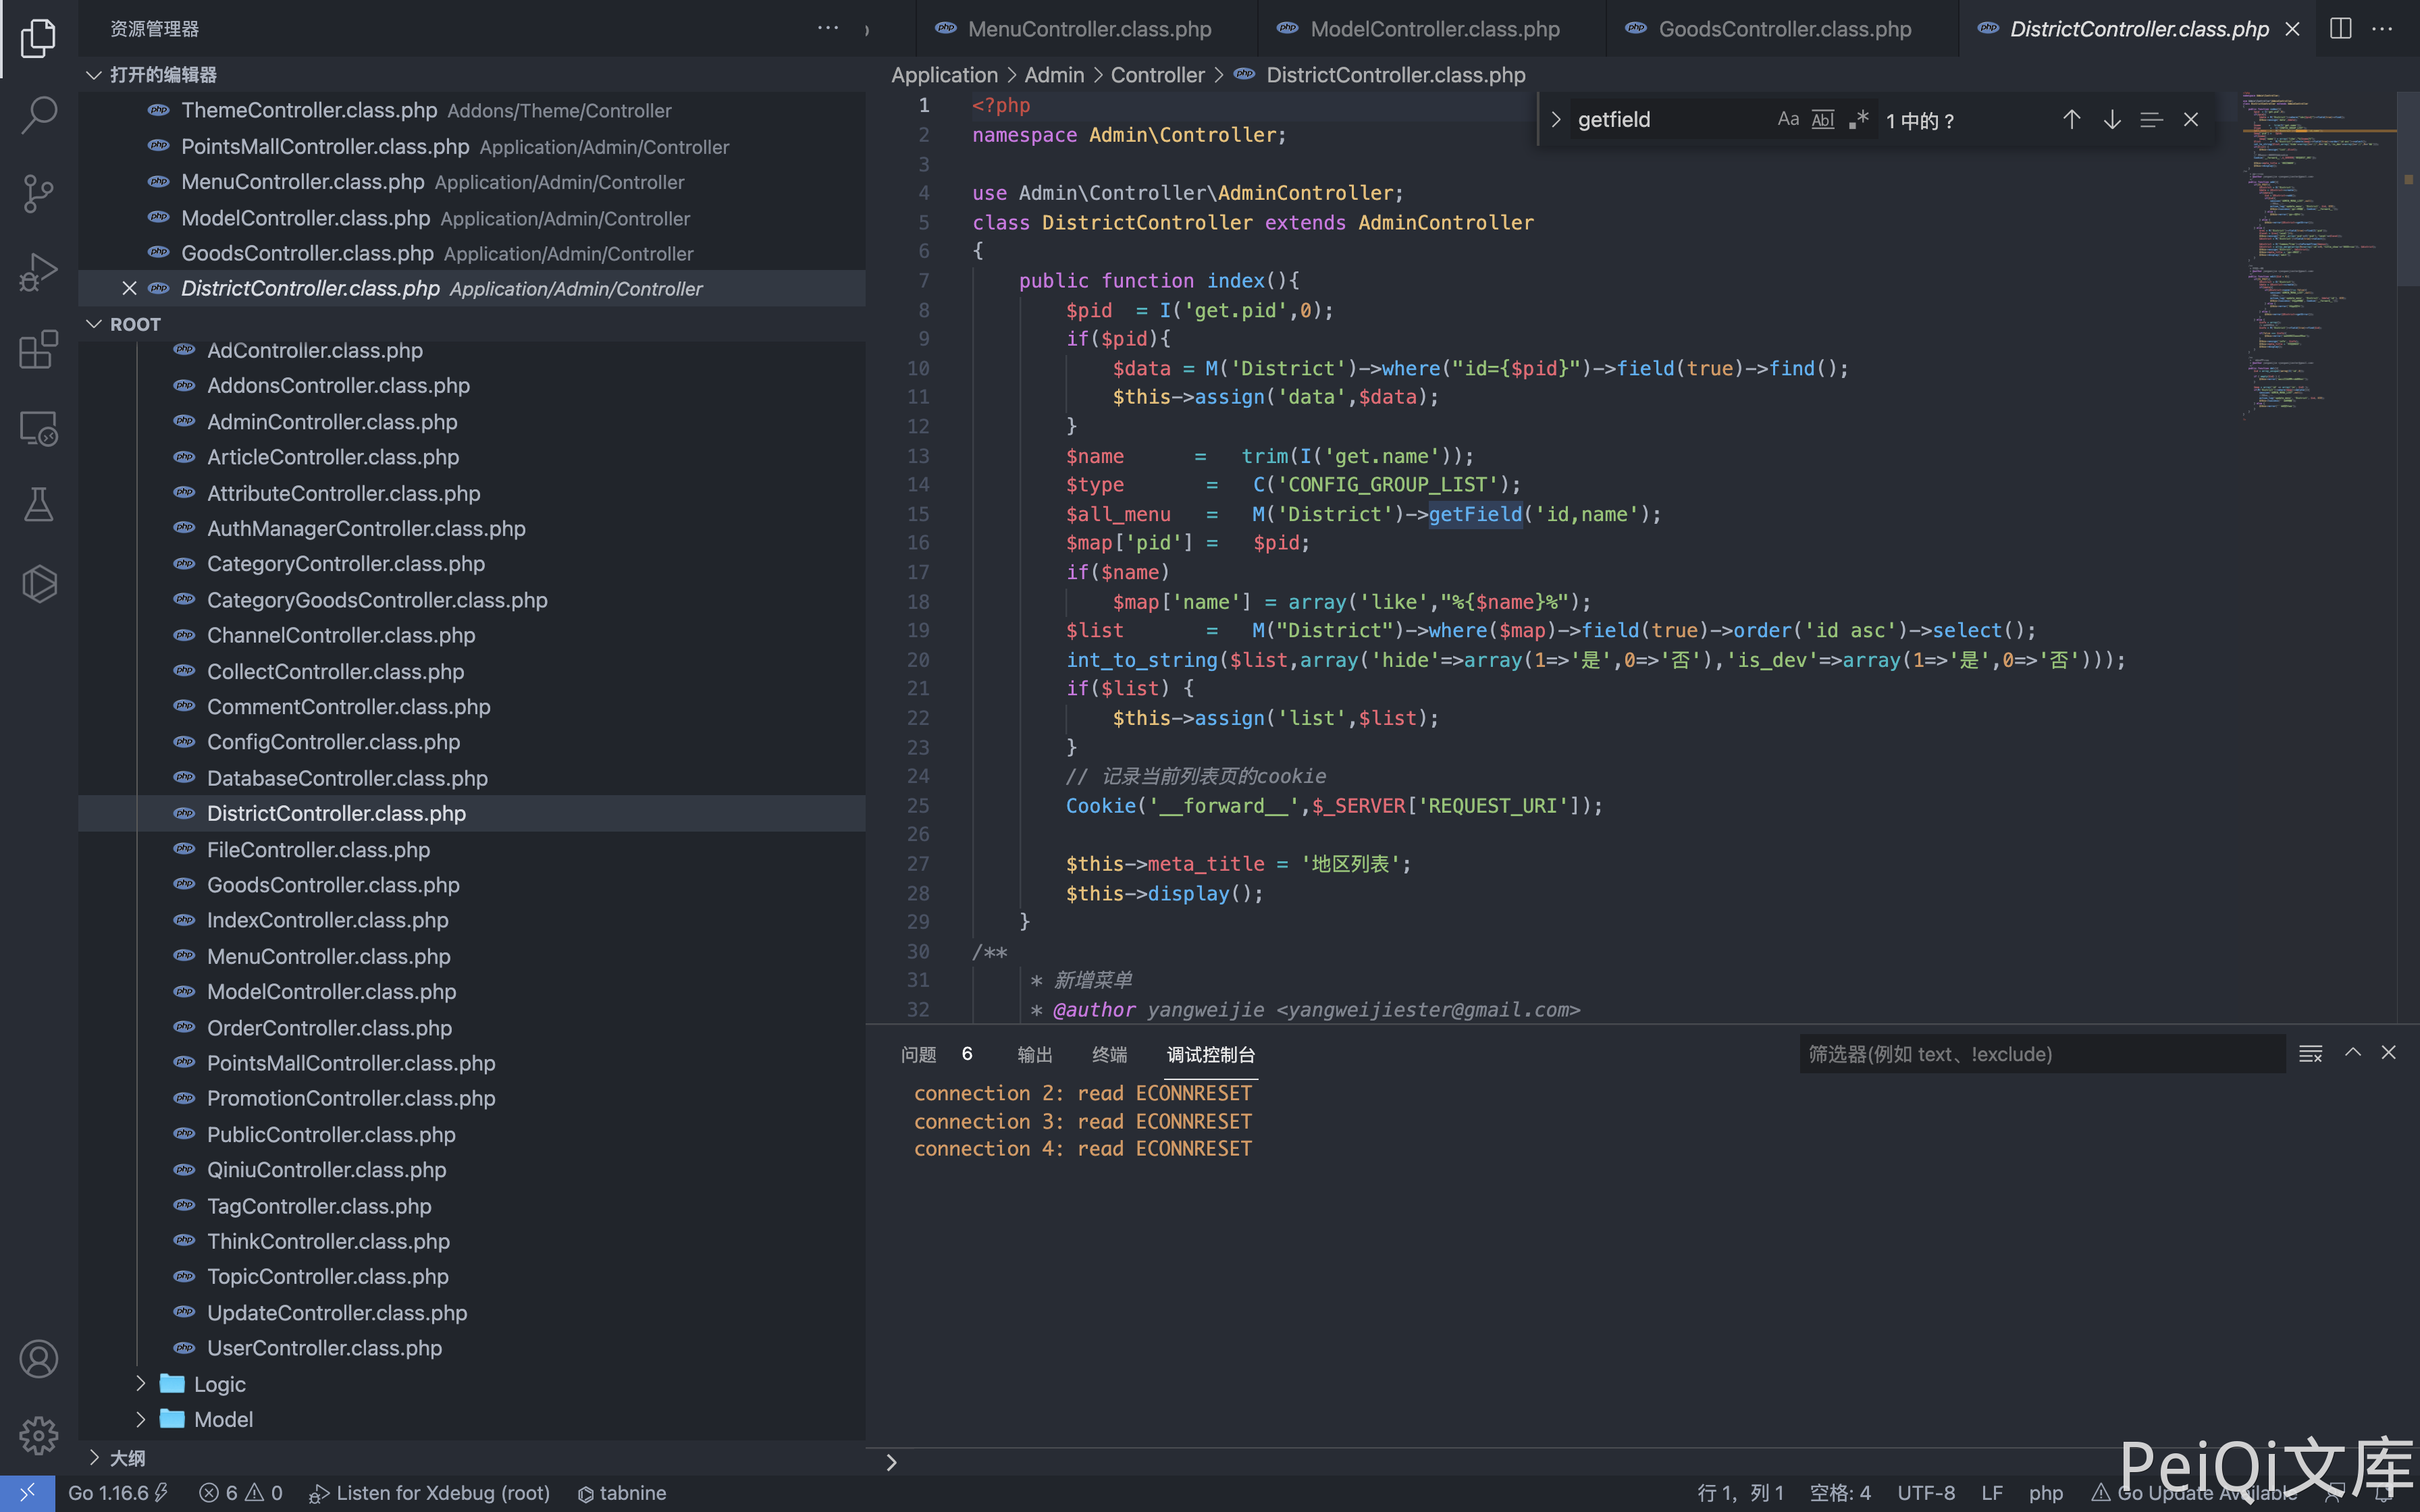 资源管理器 ···
MenuController.class.php ModelController.class.php GoodsController.class.php DistrictController.class.php
打开的编辑器
ThemeController.class.php Addons/Theme/Controller
PointsMallController.class.php Application/Admin/Controller
MenuController.class.php Application/Admin/Controller
ModelController.class.php Application/Admin/Controller
GoodsController.class.php Application/Admin/Controller
DistrictController.class.php Application/Admin/Controller
ROOT
AdController.class.php
AddonsController.class.php
AdminController.class.php
ArticleController.class.php
AttributeController.class.php
AuthManagerController.class.php
CategoryController.class.php
CategoryGoodsController.class.php
ChannelController.class.php
CollectController.class.php
CommentController.class.php
ConfigController.class.php
DatabaseController.class.php
DistrictController.class.php
FileController.class.php
GoodsController.class.php
IndexController.class.php
MenuController.class.php
ModelController.class.php
OrderController.class.php
PointsMallController.class.php
PromotionController.class.php
PublicController.class.php
QiniuController.class.php
TagController.class.php
ThinkController.class.php
TopicController.class.php
UpdateController.class.php
UserController.class.php
Logic
Model
大纲
Application > Admin > Controller > DistrictController.class.php
getfield Aa Abl .* 1 中的 ?
1 <?php
2 namespace Admin\Controller;
3
4 use Admin\Controller\AdminController;
5 class DistrictController extends AdminController
6 {
7 public function index(){
8 $pid = I('get.pid',0);
9 if($pid){
10 $data = M('District')->where("id={$pid}")->field(true)->find();
11 $this->assign('data',$data);
12 }
13 $name = trim(I('get.name'));
14 $type = C('CONFIG_GROUP_LIST');
15 $all_menu = M('District')->getField('id,name');
16 $map['pid'] = $pid;
17 if($name)
18 $map['name'] = array('like',"%{$name}%");
19 $list = M("District")->where($map)->field(true)->order('id asc')->select();
20 int_to_string($list,array('hide'=>array(1=>'是',0=>'否'),'is_dev'=>array(1=>'是',0=>'否')));
21 if($list) {
22 $this->assign('list',$list);
23 }
24 // 记录当前列表页的cookie
25 Cookie('__forward__',$_SERVER['REQUEST_URI']);
26
27 $this->meta_title = '地区列表';
28 $this->display();
29 }
30 /**
31 * 新增菜单
32 * @author yangweijie <yangweijiester@gmail.com>
问题 6 输出 终端 调试控制台 筛选器(例如 text、!exclude)
connection 2: read ECONNRESET
connection 3: read ECONNRESET
connection 4: read ECONNRESET
PeiQi文库
Go 1.16.6 6 0 Listen for Xdebug (root) tabnine 行 1，列 1 空格: 4 UTF-8 LF php Go Update Available